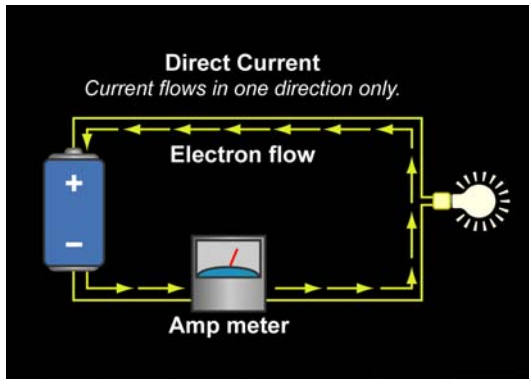 Direct Current
Current flows in one direction only.
Electron flow
+
−
Amp meter